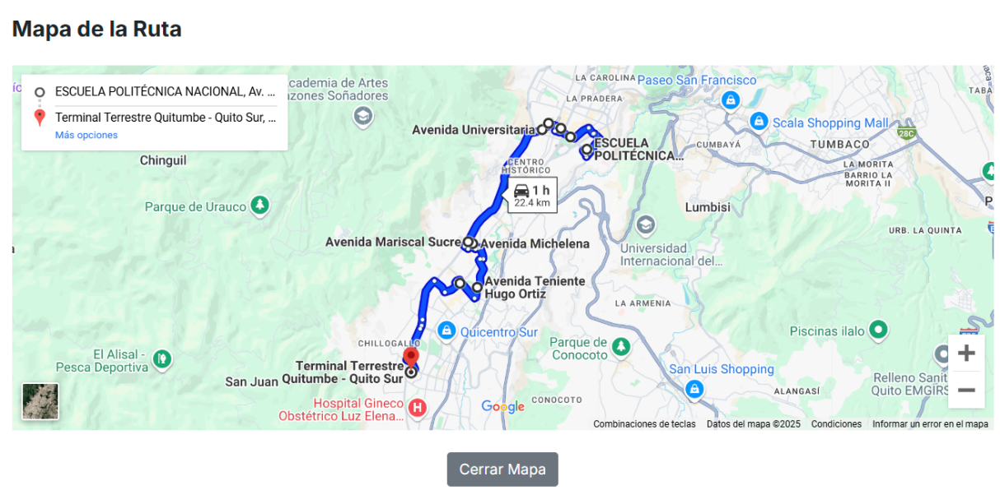 Mapa de la Ruta
ESCUELA POLITÉCNICA NACIONAL, Av. ...
Terminal Terrestre Quitumbe - Quito Sur, ...
Más opciones
cademia de Artes
zones Soñadores
LA CAROLINA
Paseo San Francisco
LA PRADERA
TABA
Avenida Universitaria
Scala Shopping Mall
28C
ESCUELA
POLITÉCNICA...
CUMBAYÁ
TUMBACO
Chinguil
CENTRO
HISTÓRICO
LA MORITA
BARRIO LA
MORITA II
1 h
22.4 km
Parque de Urauco
Lumbisi
P
URB. LA QUINTA
Avenida Mariscal Sucre
Avenida Michelena
Universidad
Internacional del...
Avenida Teniente
Hugo Ortiz
LA ARMENIA
Quicentro Sur
Piscinas ilalo
CHILLOGALLO
Parque de
Conocoto
El Alisal -
Pesca Deportiva
Terminal Terrestre
Quitumbe - Quito Sur
San Juan
San Luis Shopping
Relleno Sanit
Quito EMGIRS
ALANGASÍ
Hospital Gineco
Obstétrico Luz Elena...
H
Google
CONOCOTO
+
−
Combinaciones de teclas Datos del mapa ©2025 Condiciones Informar un error en el mapa
Cerrar Mapa